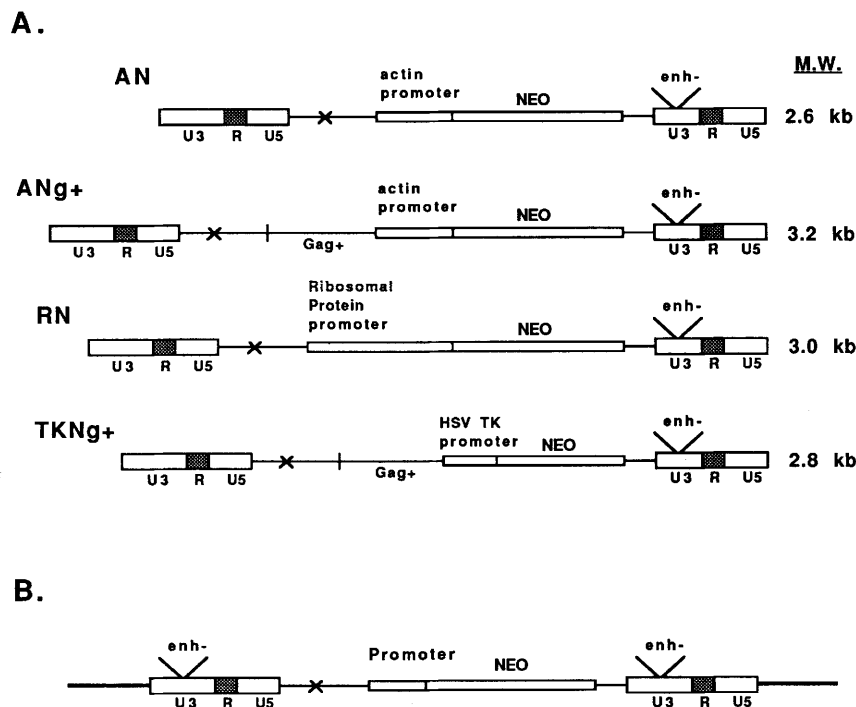 A.
M.W.
AN
actin
promoter
NEO
enh-
U3 R U5
U3 R U5
2.6 kb
ANg+
actin
promoter
NEO
enh-
U3 R U5
Gag+
U3 R U5
3.2 kb
RN
Ribosomal
Protein
promoter
NEO
enh-
U3 R U5
U3 R U5
3.0 kb
TKNg+
HSV TK
promoter
NEO
enh-
U3 R U5
Gag+
U3 R U5
2.8 kb
B.
enh-
Promoter
NEO
enh-
U3 R U5
U3 R U5